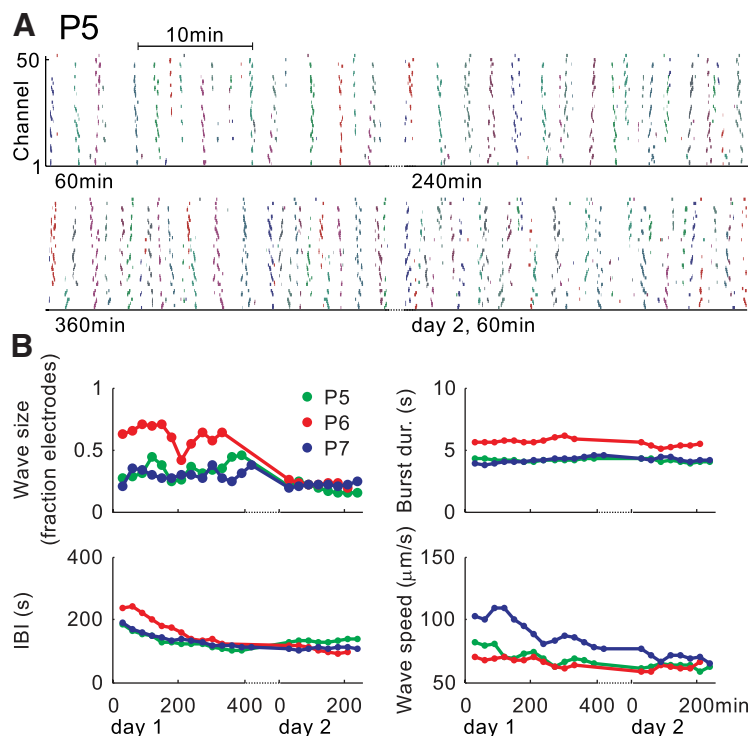 A P5
10min
50
Channel
1
60min
240min
360min
day 2, 60min
B
Wave size
(fraction electrodes)
1
0.5
0
P5
P6
P7
Burst dur. (s)
10
5
0
IBI (s)
400
200
0
0 200 400 0 200
day 1 day 2
Wave speed (μm/s)
150
100
50
0 200 400 0 200min
day 1 day 2